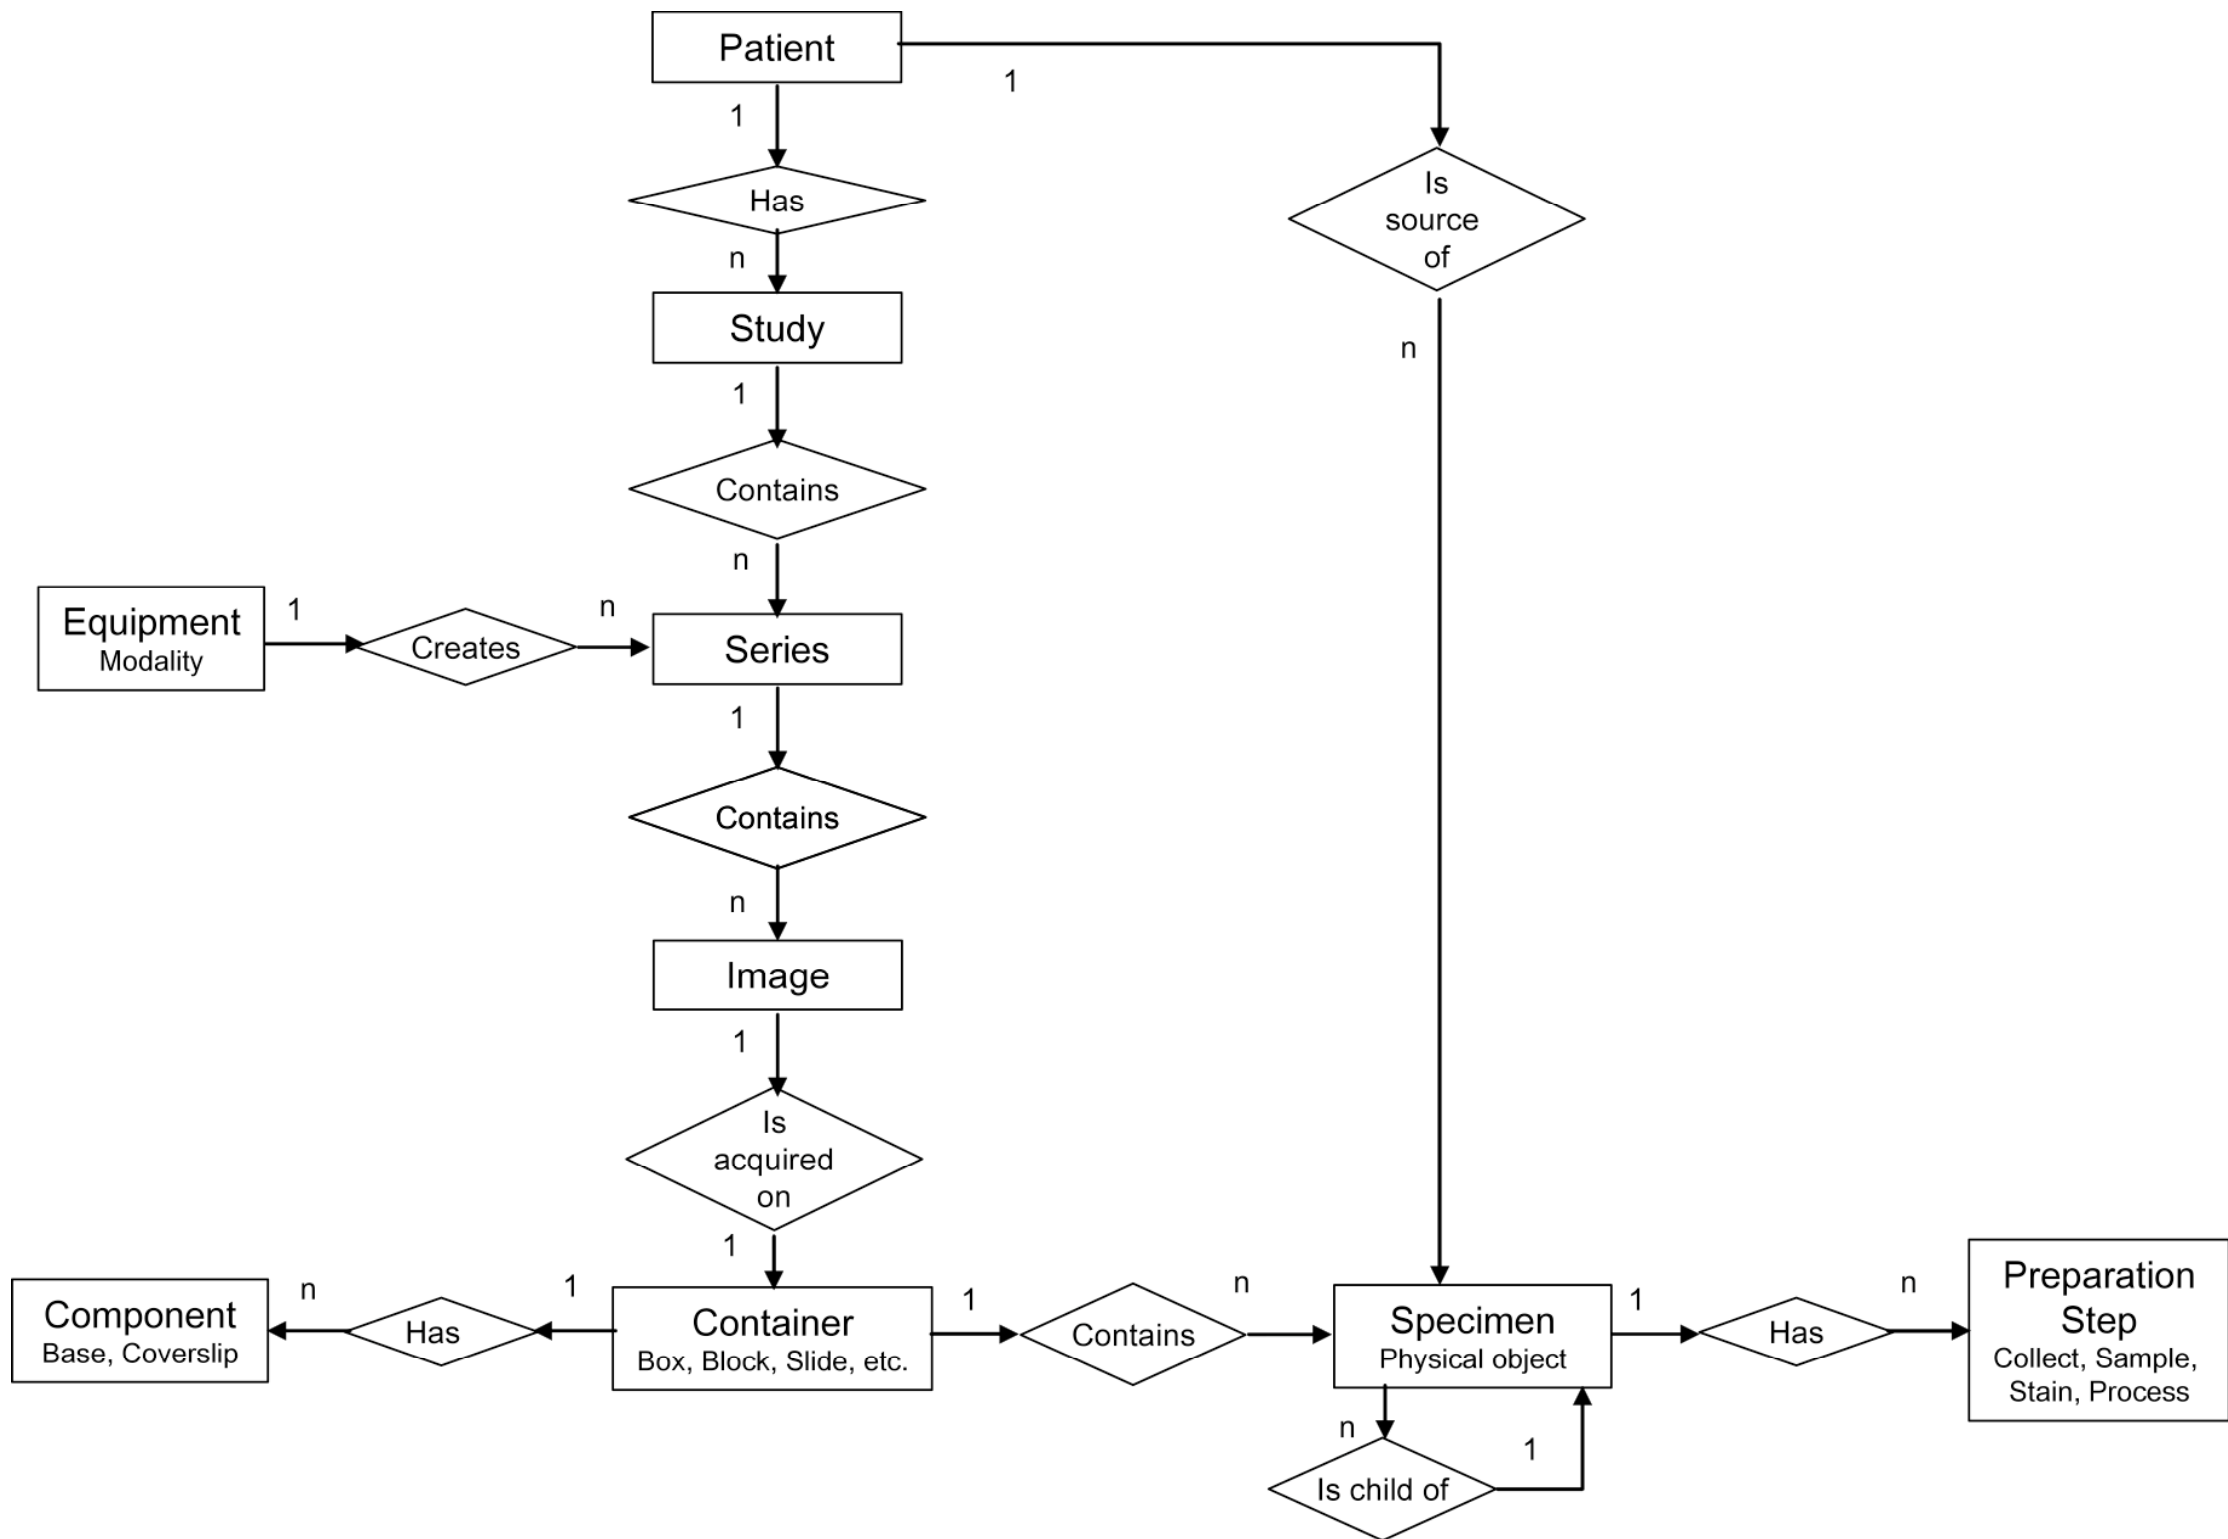 Patient
1
1
Has
Is
source
of
n
n
Study
1
Contains
n
Equipment
Modality
1
Creates
n
Series
1
Contains
n
Image
1
Is
acquired
on
1
Component
Base, Coverslip
n
Has
1
Container
Box, Block, Slide, etc.
1
Contains
n
Specimen
Physical object
1
Has
n
Preparation
Step
Collect, Sample,
Stain, Process
n
1
Is child of